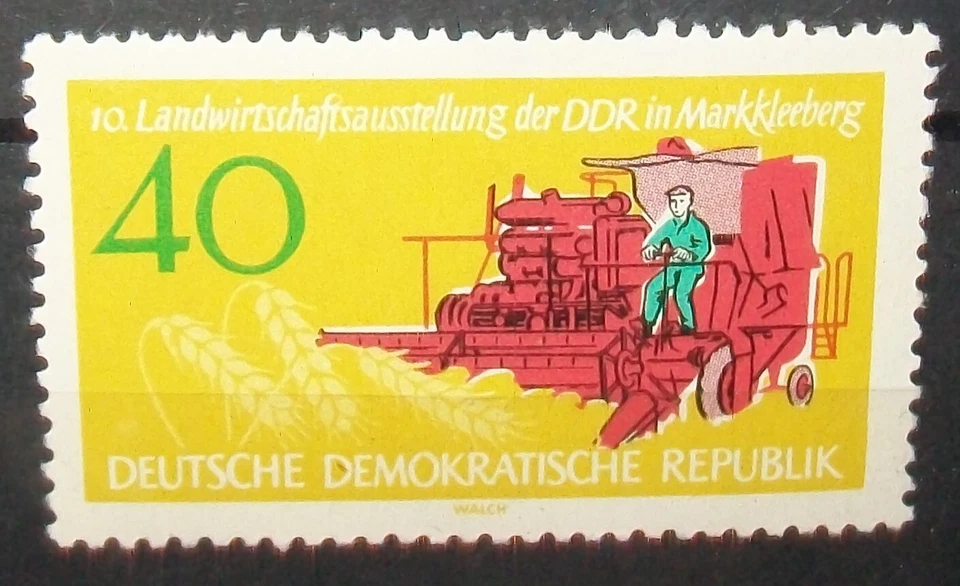 10. Landwirtschaftsausstellung der DDR in Markkleeberg
40
DEUTSCHE DEMOKRATISCHE REPUBLIK
WALCH